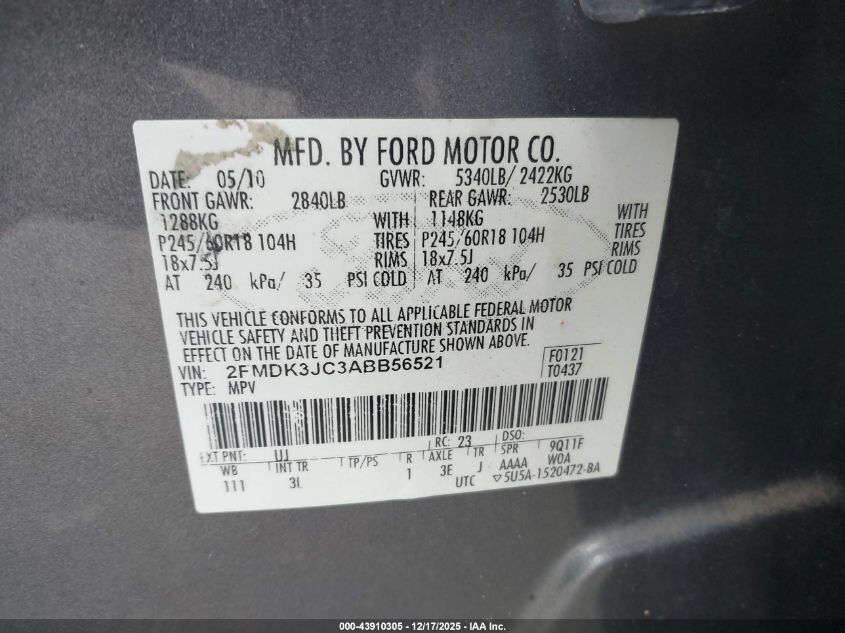 MFD. BY FORD MOTOR CO.
DATE: 05/10 GVWR: 5340LB/ 2422KG
FRONT GAWR: 2840LB REAR GAWR: 2530LB
1288KG WITH 1148KG WITH
P245/60R18 104H TIRES P245/60R18 104H TIRES
18x7.5J RIMS 18x7.5J RIMS
AT 240 kPa/ 35 PSI COLD AT 240 kPa/ 35 PSI COLD
THIS VEHICLE CONFORMS TO ALL APPLICABLE FEDERAL MOTOR
VEHICLE SAFETY AND THEFT PREVENTION STANDARDS IN
EFFECT ON THE DATE OF MANUFACTURE SHOWN ABOVE.
VIN: 2FMDK3JC3ABB56521 F0121
TYPE: MPV T0437
EXT PNT: UJ RC: 23 DSO:
WB INT TR TP/PS R AXLE TR SPR 9Q11F
111 3L 1 3E J AAAA WOA
UTC ▽5U5A-1520472-BA
000-43910305 - 12/17/2025 - IAA Inc.